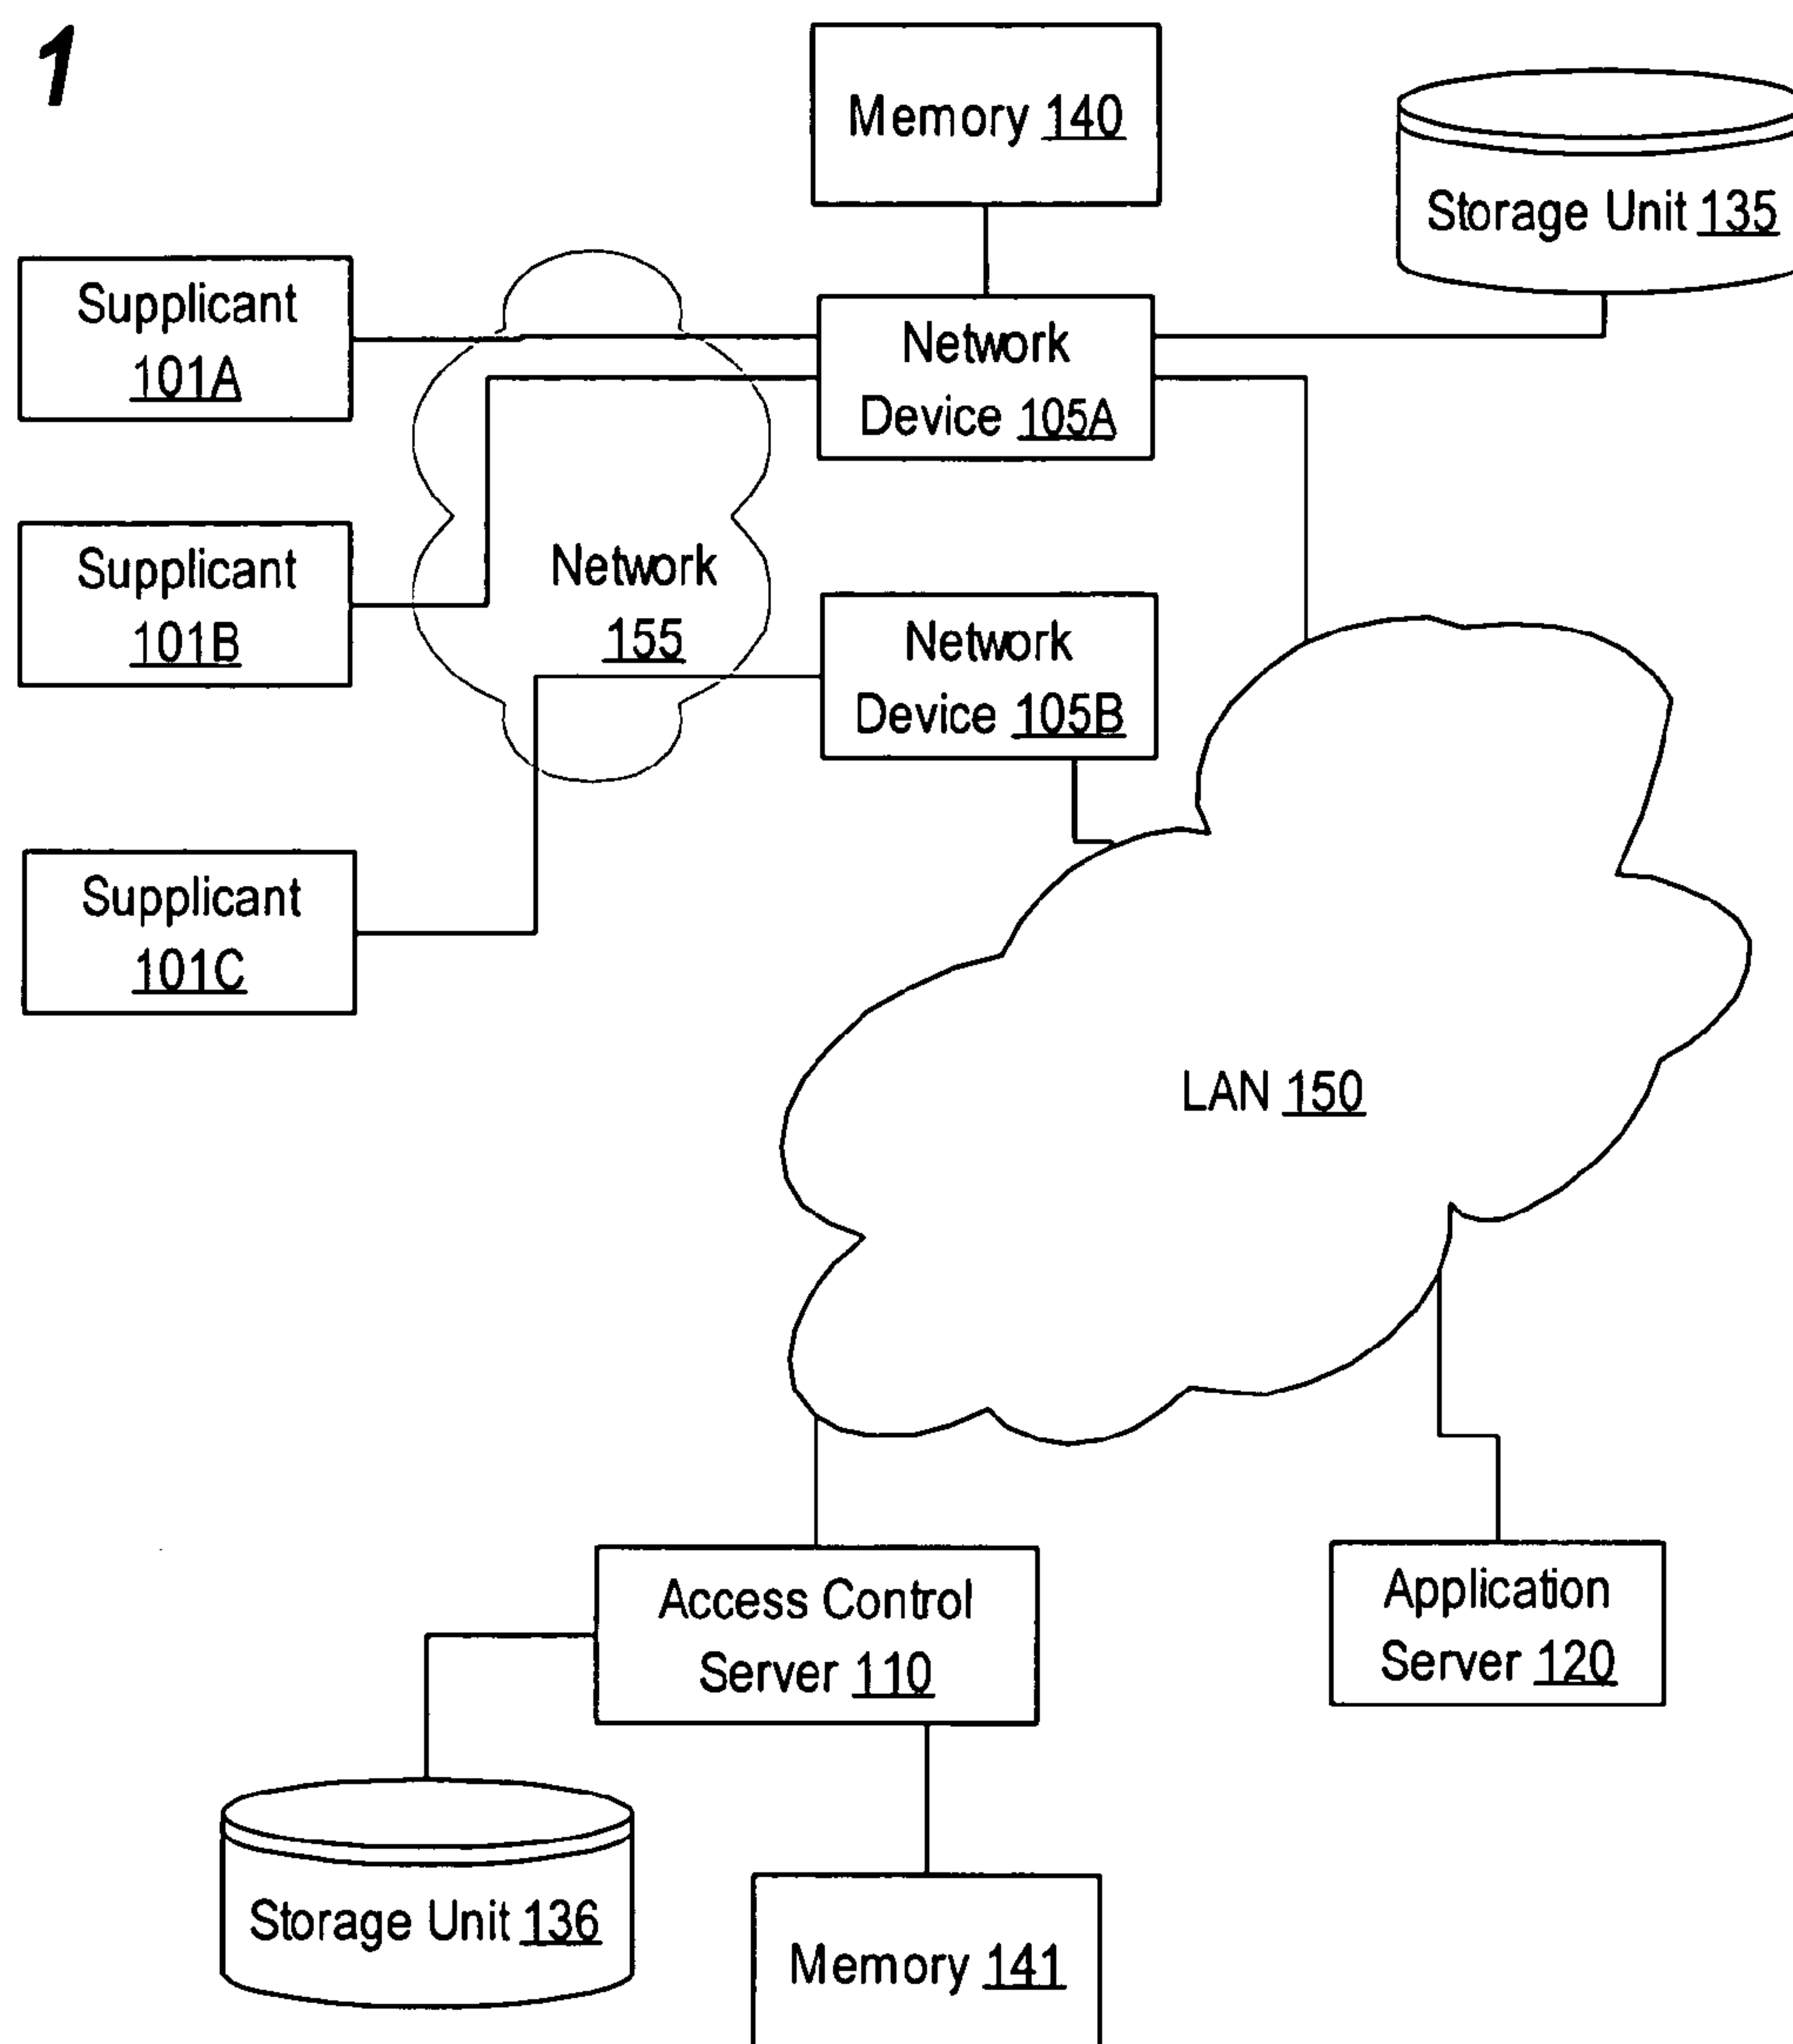 1
Memory 140
Storage Unit 135
Supplicant
101A
Network
Device 105A
Supplicant
101B
Network
155
Network
Device 105B
Supplicant
101C
LAN 150
Access Control
Server 110
Application
Server 120
Storage Unit 136
Memory 141